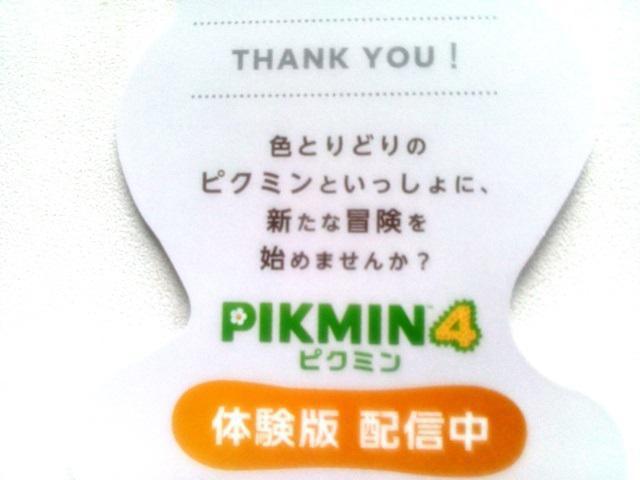 THANK YOU！
色とりどりの
ピクミンといっしょに、
新たな冒険を
始めませんか？
PIKMIN™4
ピクミン
体験版 配信中